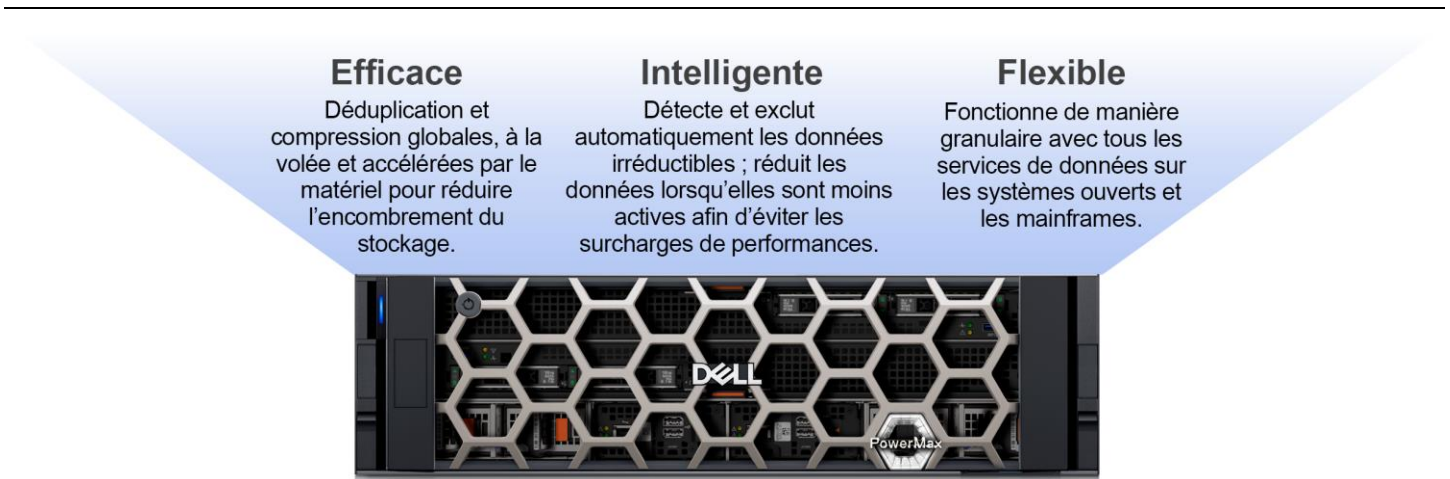 Efficace
Déduplication et
compression globales, à la
volée et accélérées par le
matériel pour réduire
l’encombrement du
stockage.
Intelligente
Détecte et exclut
automatiquement les données
irréductibles ; réduit les
données lorsqu’elles sont moins
actives afin d’éviter les
surcharges de performances.
Flexible
Fonctionne de manière
granulaire avec tous les
services de données sur
les systèmes ouverts et
les mainframes.
DELL
PowerMax